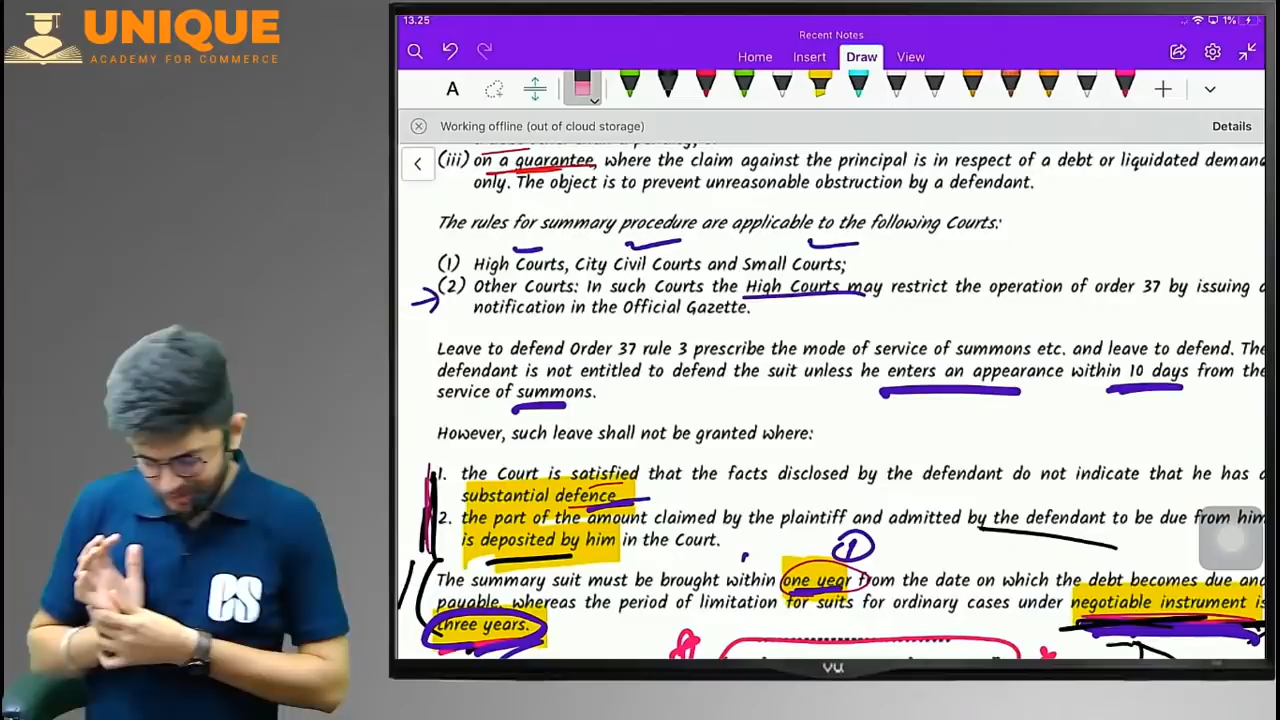 UNIQUE
ACADEMY FOR COMMERCE
13.25
1%
Recent Notes
Home Insert Draw View
A
Working offline (out of cloud storage)
Details
(iii) on a guarantee, where the claim against the principal is in respect of a debt or liquidated demand
only. The object is to prevent unreasonable obstruction by a defendant.
The rules for summary procedure are applicable to the following Courts:
(1) High Courts, City Civil Courts and Small Courts;
(2) Other Courts: In such Courts the High Courts may restrict the operation of order 37 by issuing a
notification in the Official Gazette.
Leave to defend Order 37 rule 3 prescribe the mode of service of summons etc. and leave to defend. The
defendant is not entitled to defend the suit unless he enters an appearance within 10 days from the
service of summons.
However, such leave shall not be granted where:
1. the Court is satisfied that the facts disclosed by the defendant do not indicate that he has a
substantial defence
2. the part of the amount claimed by the plaintiff and admitted by the defendant to be due from him
is deposited by him in the Court.
1
The summary suit must be brought within one year from the date on which the debt becomes due and
payable, whereas the period of limitation for suits for ordinary cases under negotiable instrument is
three years.
CS
VU